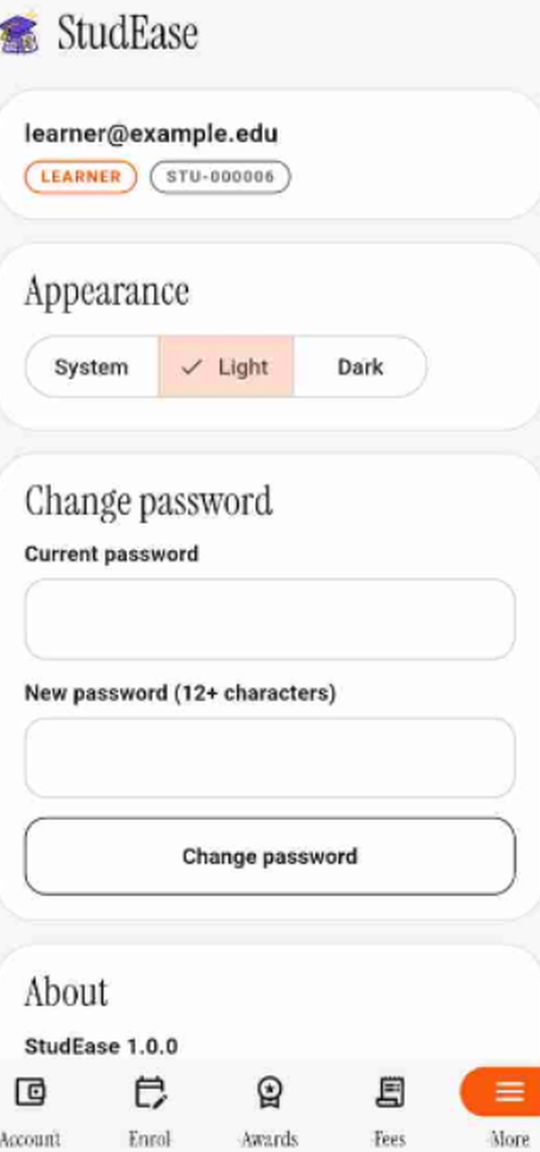 StudEase
learner@example.edu
LEARNER STU-000006
Appearance
System Light Dark
Change password
Current password
New password (12+ characters)
Change password
About
StudEase 1.0.0
Account Enrol Awards Fees More